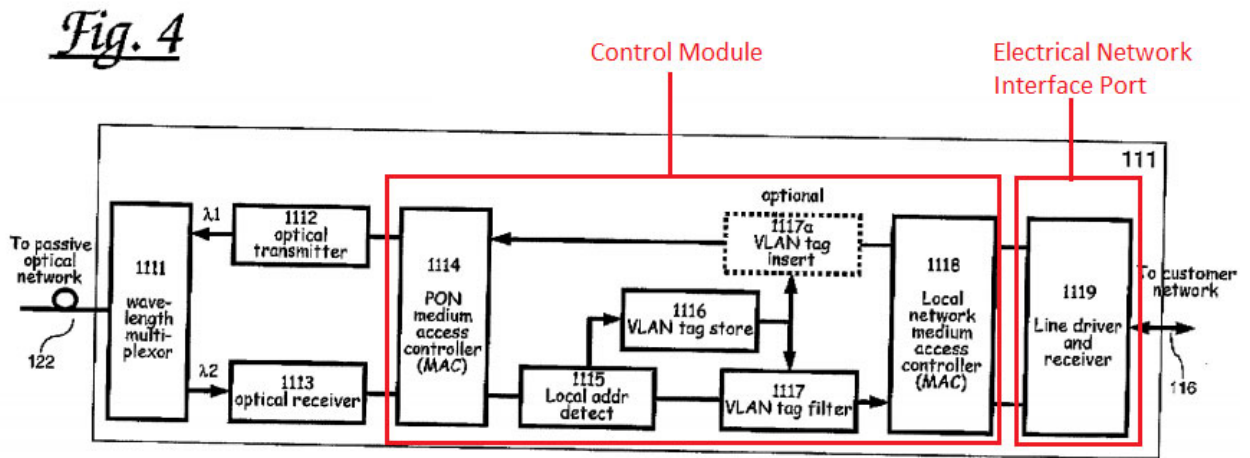 Fig. 4
Control Module
Electrical Network
Interface Port
111
optional
To passive
optical
network
122
1111
wave-
length
multi-
plexor
λ1
1112
optical
transmitter
λ2
1113
optical receiver
1114
PON
medium
access
controller
(MAC)
1117a
VLAN tag
insert
1116
VLAN tag store
1115
Local addr
detect
1117
VLAN tag filter
1118
Local
network
medium
access
controller
(MAC)
1119
Line driver
and
receiver
To customer
network
116